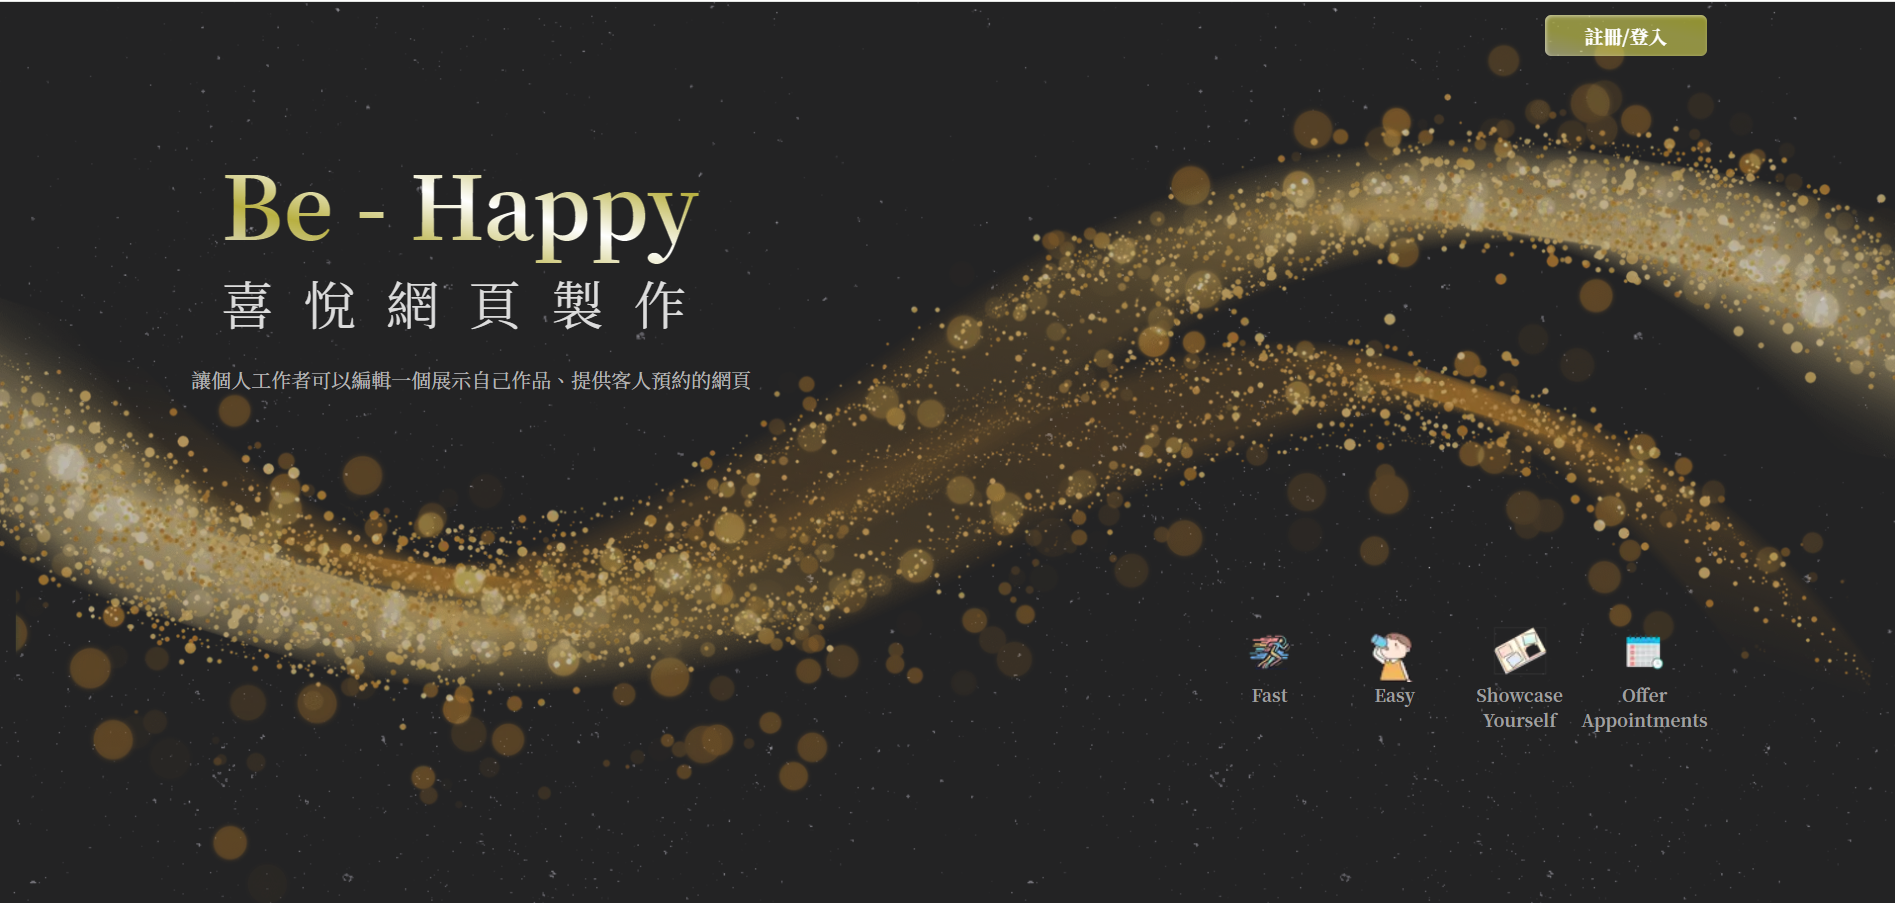 註冊/登入
Be - Happy
喜悅網頁製作
讓個人工作者可以編輯一個展示自己作品、提供客人預約的網頁
Fast
Easy
Showcase
Yourself
Offer
Appointments